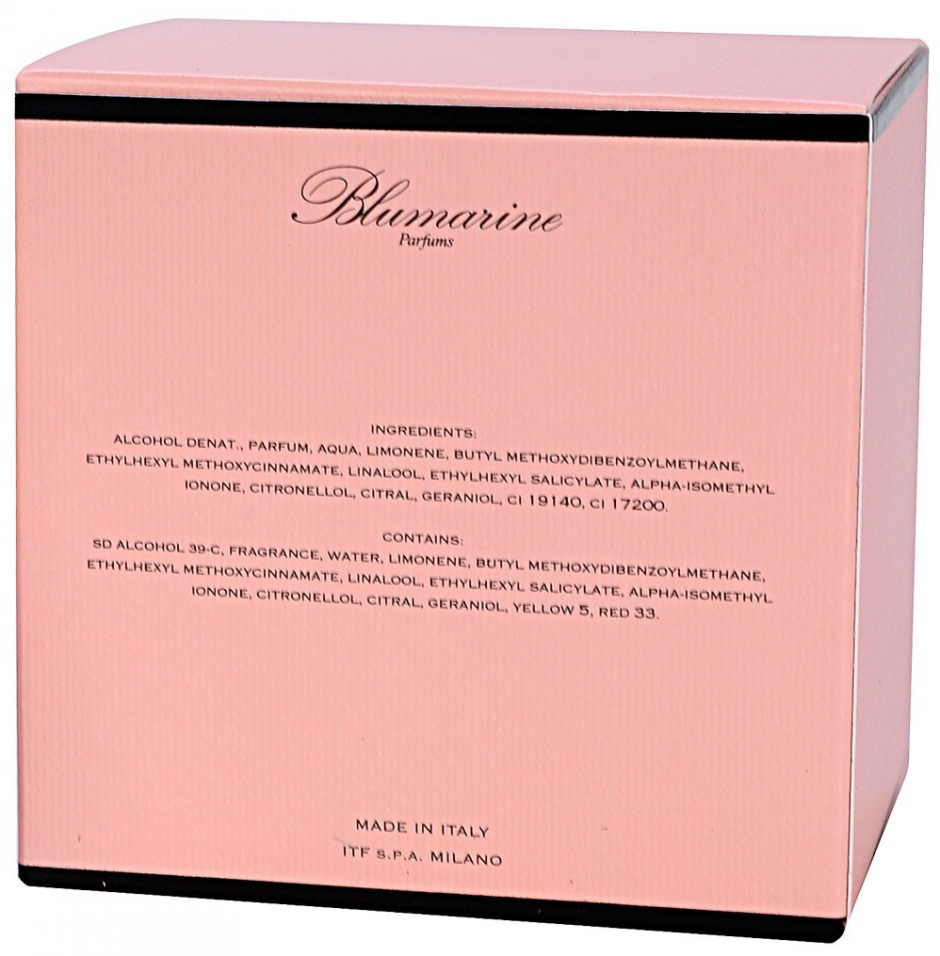 Blumarine
Parfums
INGREDIENTS:
ALCOHOL DENAT., PARFUM, AQUA, LIMONENE, BUTYL METHOXYDIBENZOYLMETHANE,
ETHYLHEXYL METHOXYCINNAMATE, LINALOOL, ETHYLHEXYL SALICYLATE, ALPHA-ISOMETHYL
IONONE, CITRONELLOL, CITRAL, GERANIOL, CI 19140, CI 17200.
CONTAINS:
SD ALCOHOL 39-C, FRAGRANCE, WATER, LIMONENE, BUTYL METHOXYDIBENZOYLMETHANE,
ETHYLHEXYL METHOXYCINNAMATE, LINALOOL, ETHYLHEXYL SALICYLATE, ALPHA-ISOMETHYL
IONONE, CITRONELLOL, CITRAL, GERANIOL, YELLOW 5, RED 33.
MADE IN ITALY
ITF S.P.A. MILANO